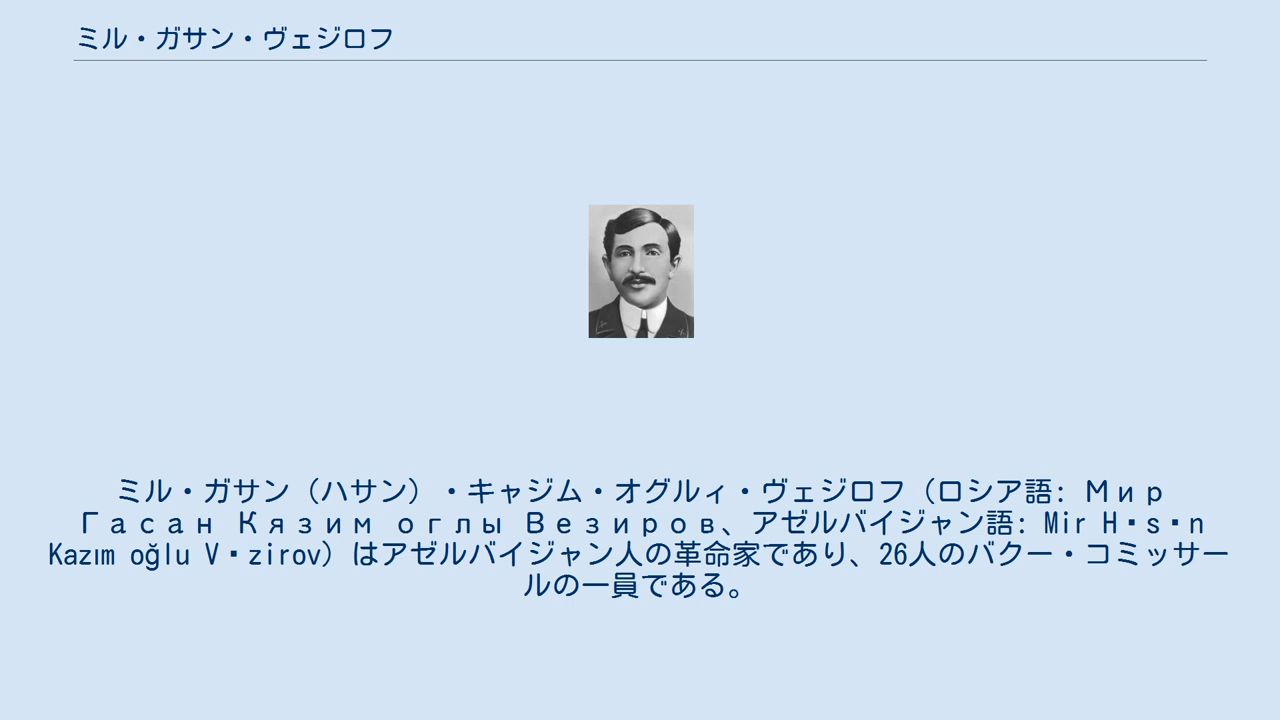 ミル・ガサン・ヴェジロフ
ミル・ガサン（ハサン）・キャジム・オグルィ・ヴェジロフ（ロシア語: Мир
Гасан Кязим оглы Везиров、アゼルバイジャン語: Mir H▪s▪n
Kazım oğlu V▪zirov）はアゼルバイジャン人の革命家であり、26人のバクー・コミッサー
ルの一員である。